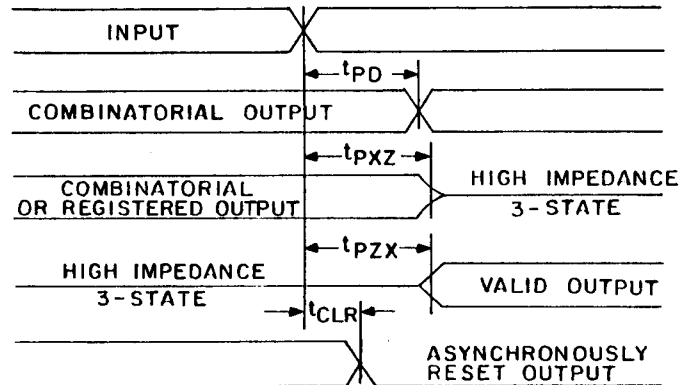 INPUT
tPD
COMBINATORIAL OUTPUT
tPXZ
COMBINATORIAL
OR REGISTERED OUTPUT
HIGH IMPEDANCE
3-STATE
tPZX
HIGH IMPEDANCE
3-STATE
VALID OUTPUT
tCLR
ASYNCHRONOUSLY
RESET OUTPUT